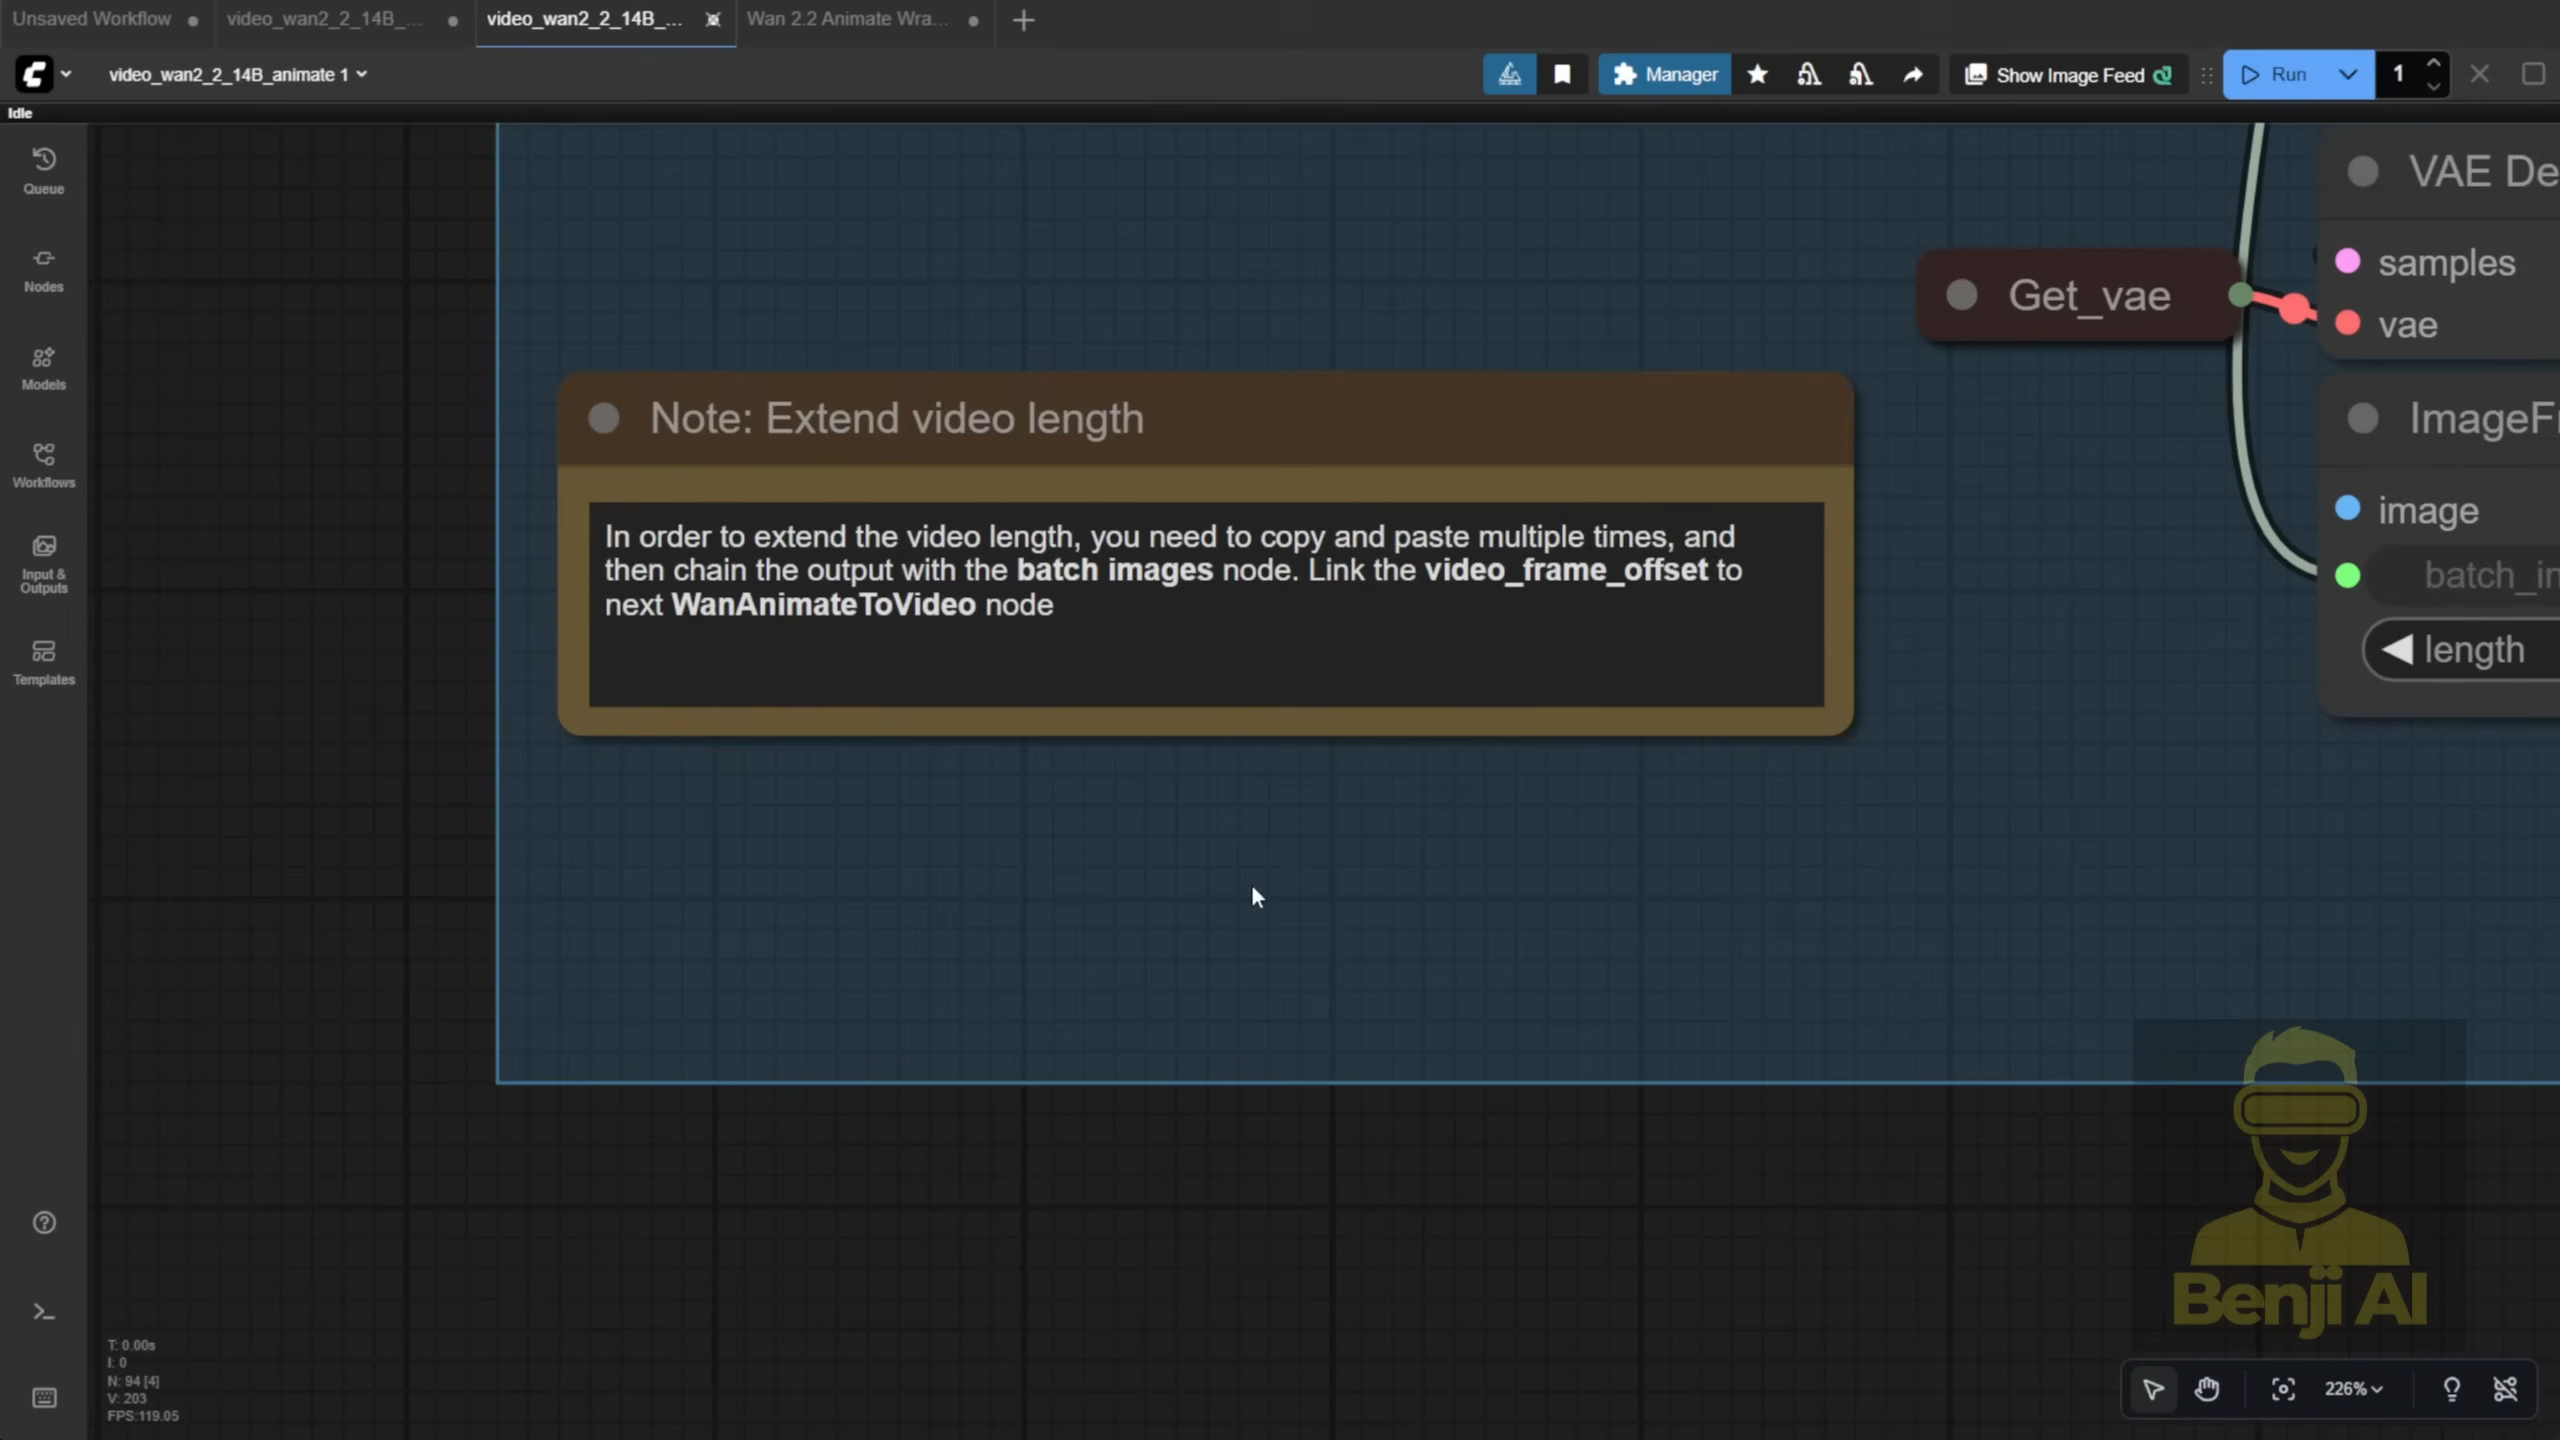 Unsaved Workflow
video_wan2_2_14B_...
video_wan2_2_14B_...
Wan 2.2 Animate Wra...
video_wan2_2_14B_animate 1
Manager
Show Image Feed
Run
1
Idle
Queue
Nodes
Models
Workflows
Input &
Outputs
Templates
VAE De
samples
Get_vae
vae
Note: Extend video length
ImageFr
In order to extend the video length, you need to copy and paste multiple times, and
then chain the output with the batch images node. Link the video_frame_offset to
next WanAnimateToVideo node
image
batch_in
length
Benji AI
T: 0.00s
I: 0
N: 94 [4]
V: 203
FPS:119.05
226%